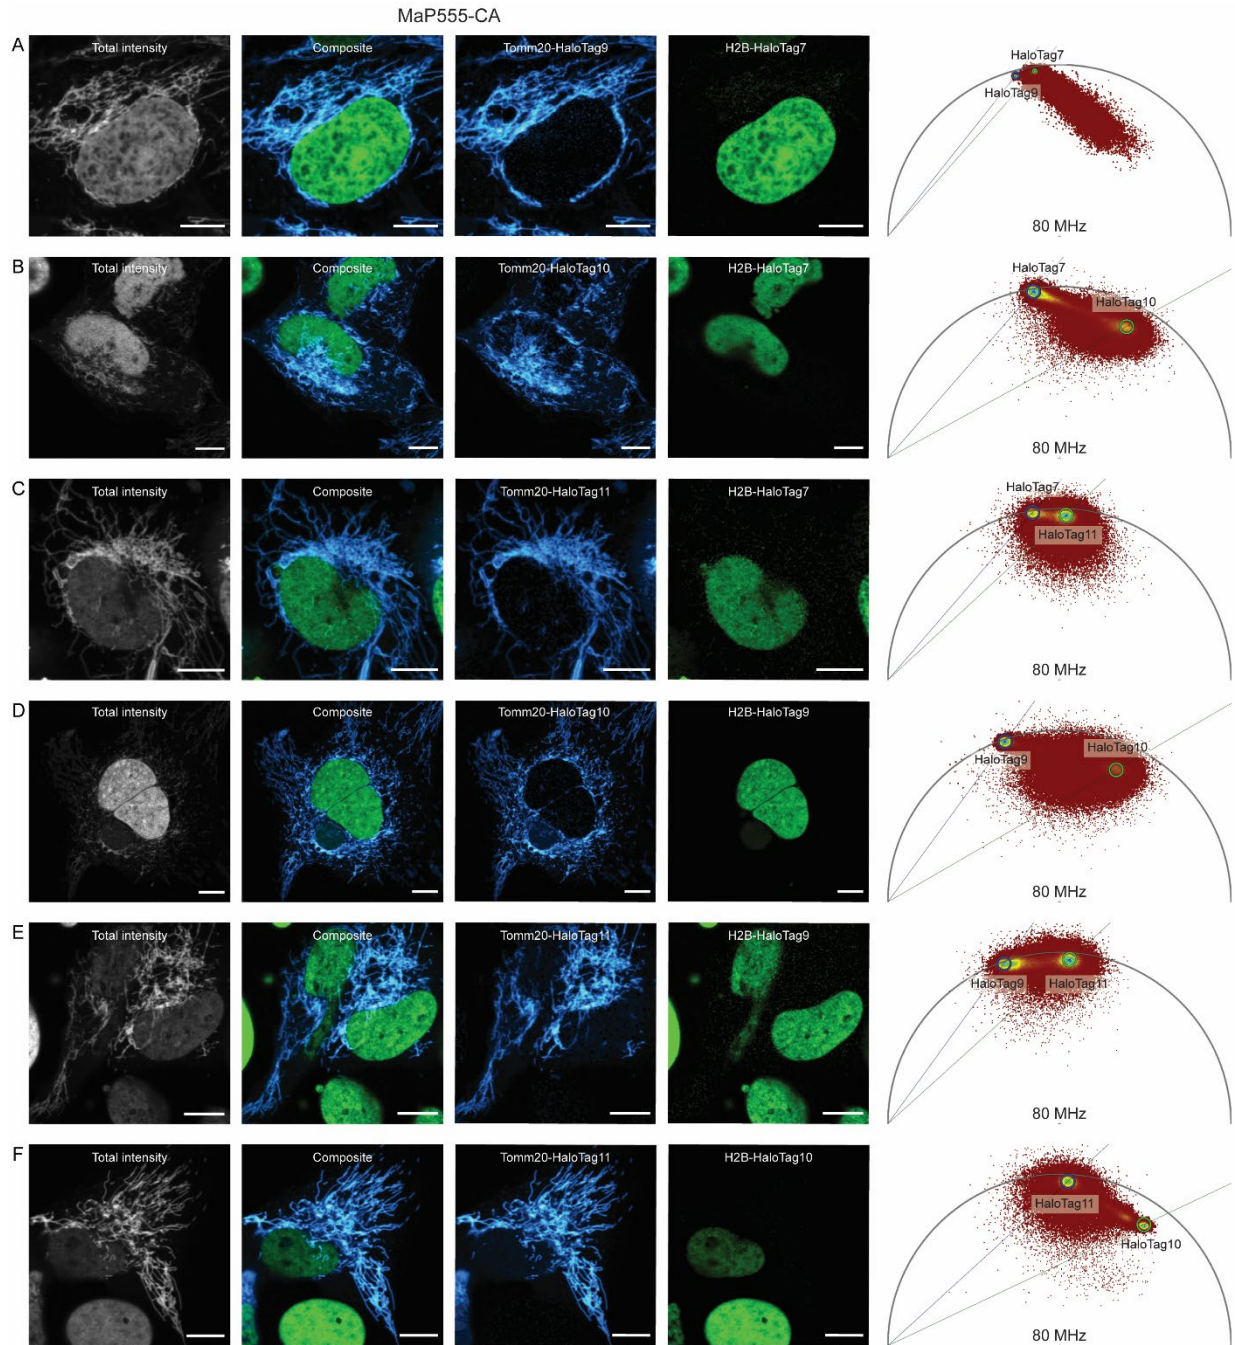 MaP555-CA
A
Total intensity
Composite
Tomm20-HaloTag9
H2B-HaloTag7
HaloTag7
HaloTag9
80 MHz
B
Total intensity
Composite
Tomm20-HaloTag10
H2B-HaloTag7
HaloTag7
HaloTag10
80 MHz
C
Total intensity
Composite
Tomm20-HaloTag11
H2B-HaloTag7
HaloTag7
HaloTag11
80 MHz
D
Total intensity
Composite
Tomm20-HaloTag10
H2B-HaloTag9
HaloTag10
HaloTag9
80 MHz
E
Total intensity
Composite
Tomm20-HaloTag11
H2B-HaloTag9
HaloTag9
HaloTag11
80 MHz
F
Total intensity
Composite
Tomm20-HaloTag11
H2B-HaloTag10
HaloTag11
HaloTag10
80 MHz